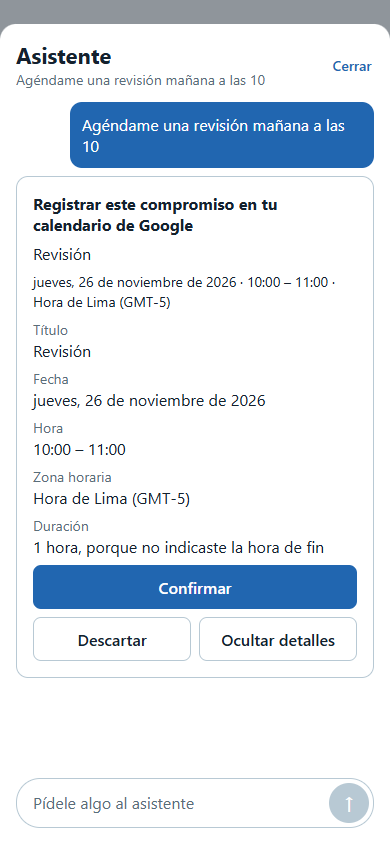 Asistente
Agéndame una revisión mañana a las 10
Cerrar
Agéndame una revisión mañana a las
10
Registrar este compromiso en tu
calendario de Google
Revisión
jueves, 26 de noviembre de 2026 · 10:00 – 11:00 ·
Hora de Lima (GMT-5)
Título
Revisión
Fecha
jueves, 26 de noviembre de 2026
Hora
10:00 – 11:00
Zona horaria
Hora de Lima (GMT-5)
Duración
1 hora, porque no indicaste la hora de fin
Confirmar
Descartar
Ocultar detalles
Pídele algo al asistente